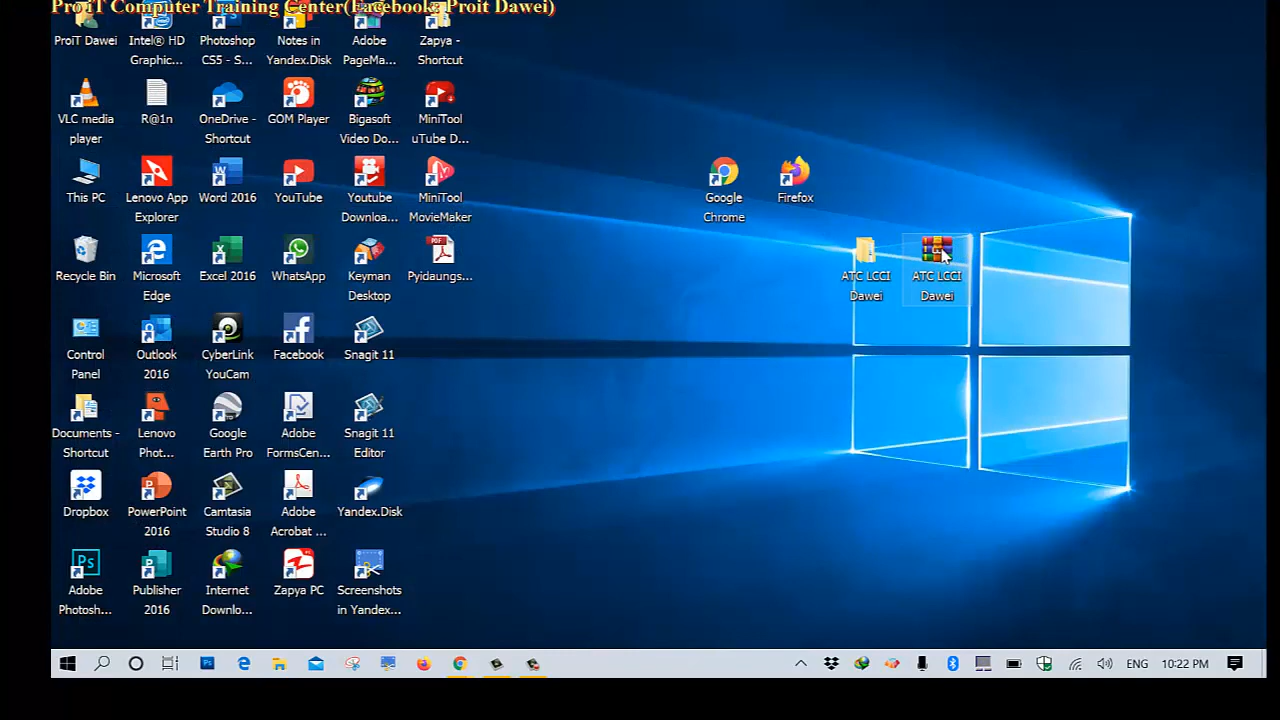 Pro iT Computer Training Center(Facebook: Proit Dawei)
ProiT Dawei
Intel® HD
Graphic...
Photoshop
CS5 - S...
Notes in
Yandex.Disk
Adobe
PageMa...
Zapya -
Shortcut
VLC media
player
R@1n
OneDrive -
Shortcut
GOM Player
Bigasoft
Video Do...
MiniTool
uTube D...
This PC
Lenovo App
Explorer
Word 2016
YouTube
Youtube
Downloa...
MiniTool
MovieMaker
Google
Chrome
Firefox
Recycle Bin
Microsoft
Edge
Excel 2016
WhatsApp
Keyman
Desktop
PDF
Pyidaungs...
ATC LCCI
Dawei
ATC LCCI
Dawei
Control
Panel
Outlook
2016
CyberLink
YouCam
Facebook
Snagit 11
Documents -
Shortcut
Lenovo
Phot...
Google
Earth Pro
Adobe
FormsCen...
Snagit 11
Editor
Dropbox
PowerPoint
2016
Camtasia
Studio 8
Adobe
Acrobat ...
Yandex.Disk
Ps
Adobe
Photosh...
Publisher
2016
Internet
Downlo...
Zapya PC
Screenshots
in Yandex...
ENG
10:22 PM